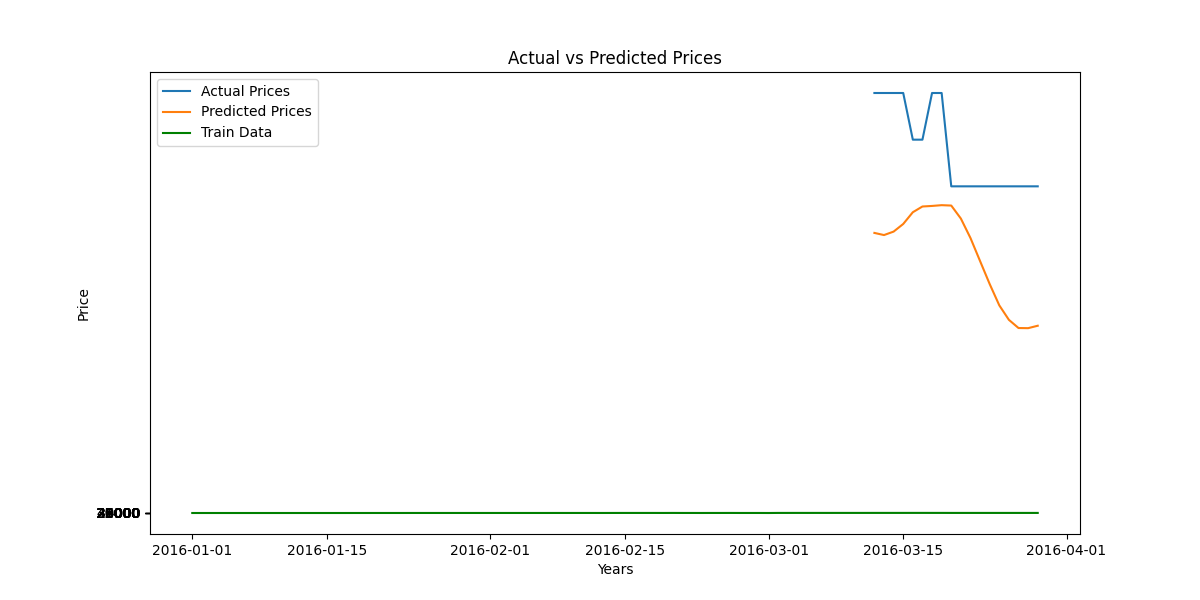 Actual vs Predicted Prices
Actual Prices
Predicted Prices
Train Data
Price
2016-01-01 2016-01-15 2016-02-01 2016-02-15 2016-03-01 2016-03-15 2016-04-01
Years